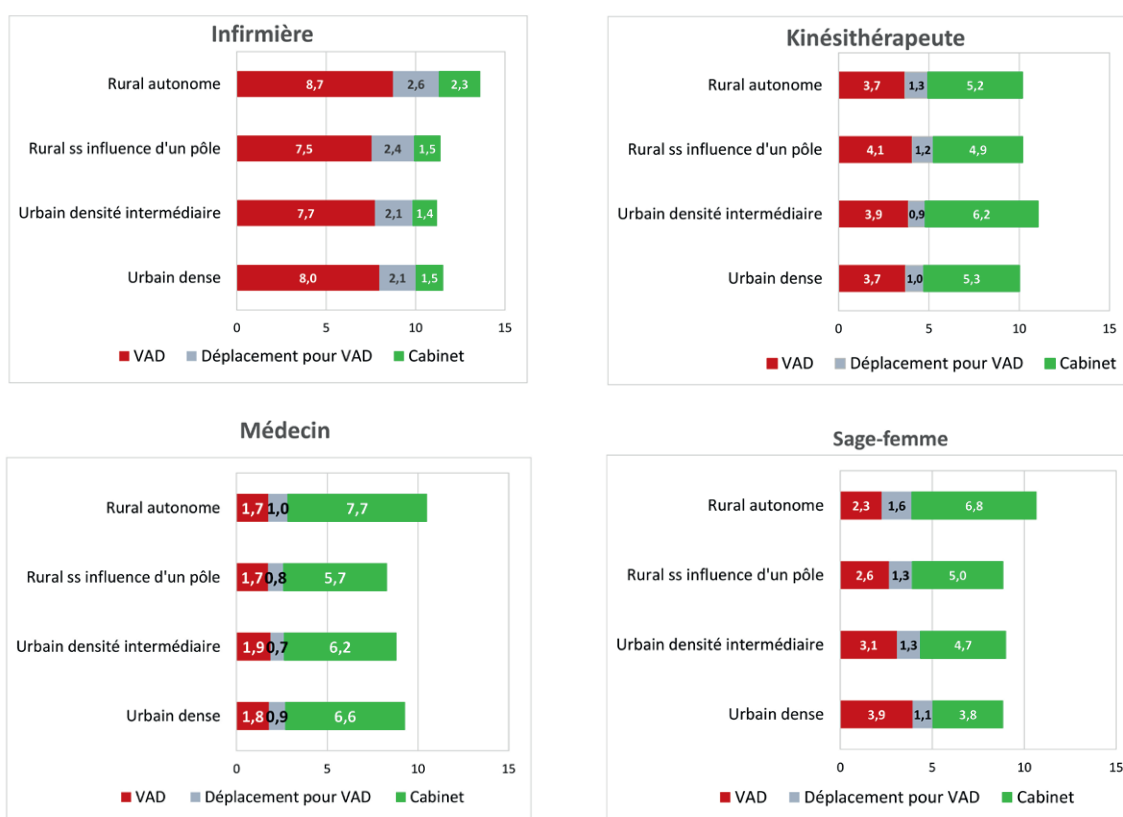 Infirmière
Rural autonome 8,7 2,6 2,3
Rural ss influence d'un pôle 7,5 2,4 1,5
Urbain densité intermédiaire 7,7 2,1 1,4
Urbain dense 8,0 2,1 1,5
0 5 10 15
VAD Déplacement pour VAD Cabinet
Kinésithérapeute
Rural autonome 3,7 1,3 5,2
Rural ss influence d'un pôle 4,1 1,2 4,9
Urbain densité intermédiaire 3,9 0,9 6,2
Urbain dense 3,7 1,0 5,3
0 5 10 15
VAD Déplacement pour VAD Cabinet
Médecin
Rural autonome 1,7 1,0 7,7
Rural ss influence d'un pôle 1,7 0,8 5,7
Urbain densité intermédiaire 1,9 0,7 6,2
Urbain dense 1,8 0,9 6,6
0 5 10 15
VAD Déplacement pour VAD Cabinet
Sage-femme
Rural autonome 2,3 1,6 6,8
Rural ss influence d'un pôle 2,6 1,3 5,0
Urbain densité intermédiaire 3,1 1,3 4,7
Urbain dense 3,9 1,1 3,8
0 5 10 15
VAD Déplacement pour VAD Cabinet